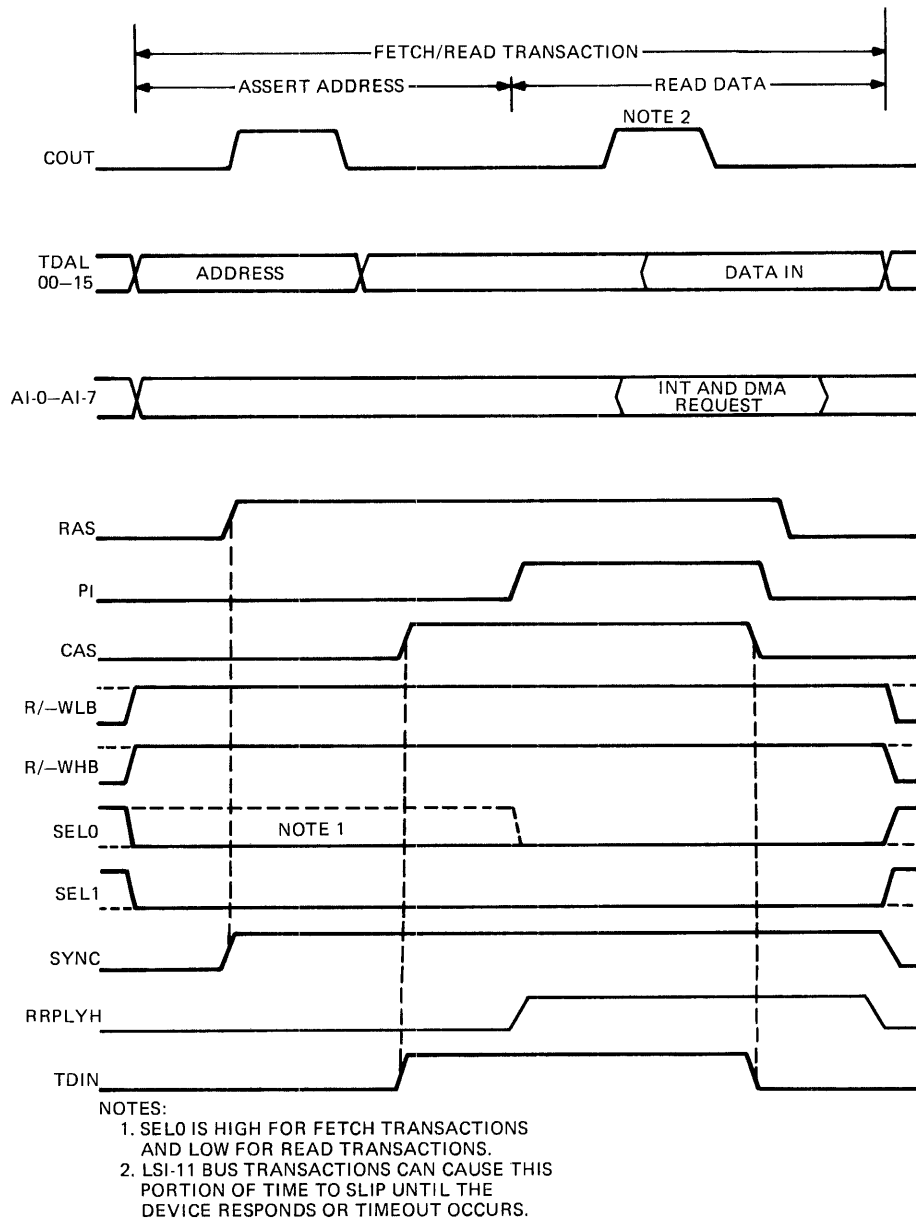 FETCH/READ TRANSACTION
ASSERT ADDRESS
READ DATA
NOTE 2
COUT
TDAL
00–15
ADDRESS
DATA IN
AI-0–AI-7
INT AND DMA
REQUEST
RAS
PI
CAS
R/–WLB
R/–WHB
SEL0
NOTE 1
SEL1
SYNC
RRPLYH
TDIN
NOTES:
1. SEL0 IS HIGH FOR FETCH TRANSACTIONS
AND LOW FOR READ TRANSACTIONS.
2. LSI-11 BUS TRANSACTIONS CAN CAUSE THIS
PORTION OF TIME TO SLIP UNTIL THE
DEVICE RESPONDS OR TIMEOUT OCCURS.